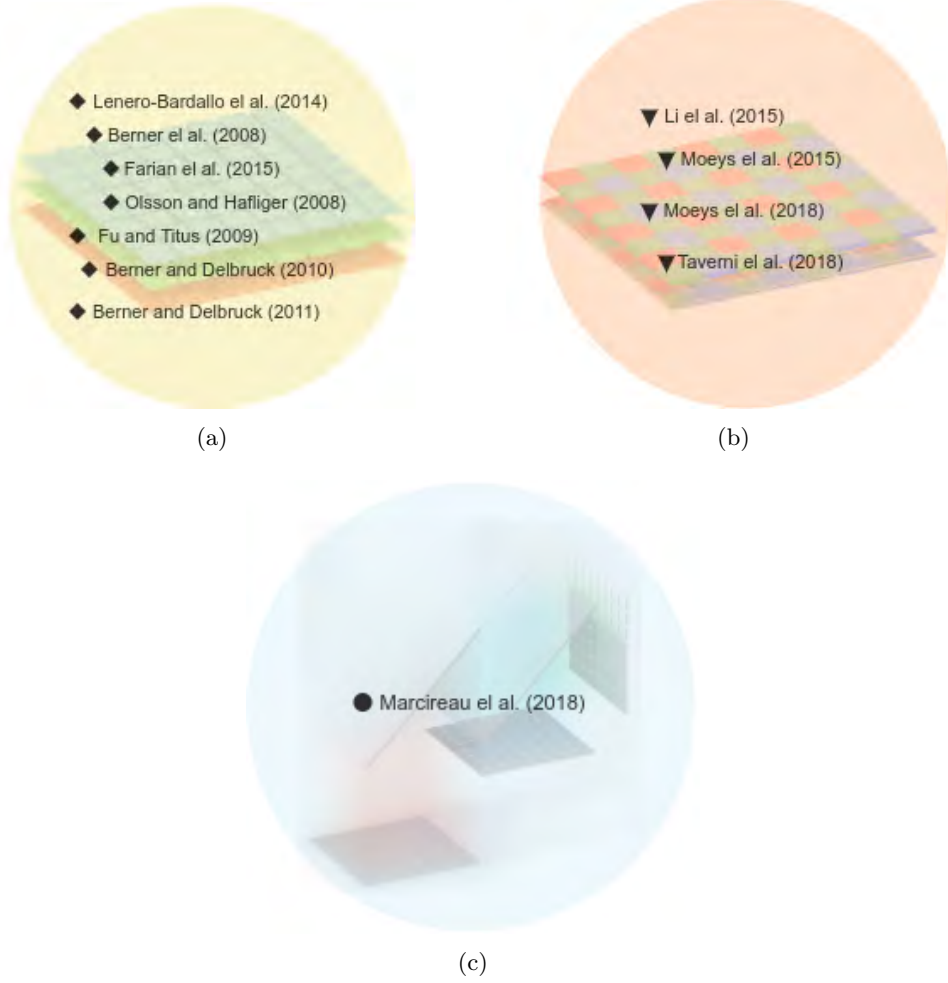 Lenero-Bardallo el al. (2014)
Berner el al. (2008)
Farian el al. (2015)
Olsson and Hafliger (2008)
Fu and Titus (2009)
Berner and Delbruck (2010)
Berner and Delbruck (2011)
(a)
Li el al. (2015)
Moeys el al. (2015)
Moeys el al. (2018)
Taverni el al. (2018)
(b)
Marcireau el al. (2018)
(c)